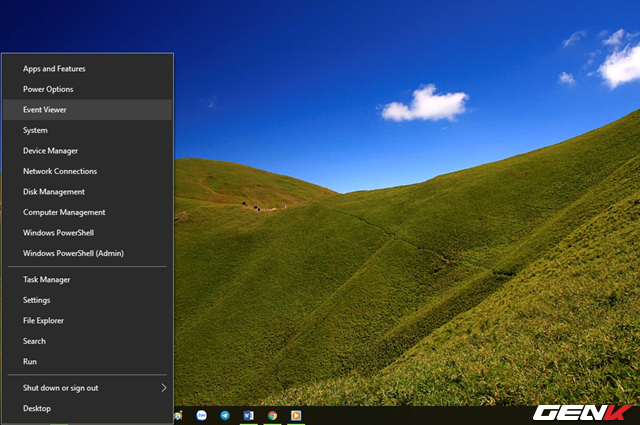 Apps and Features
Power Options
Event Viewer
System
Device Manager
Network Connections
Disk Management
Computer Management
Windows PowerShell
Windows PowerShell (Admin)
Task Manager
Settings
File Explorer
Search
Run
Shut down or sign out
Desktop
GENK